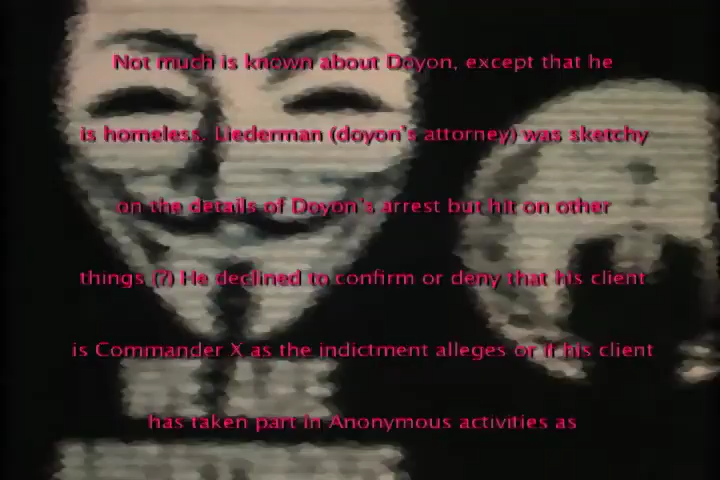 Not much is known about Doyon, except that he
is homeless. Liederman (doyon's attorney) was sketchy
on the details of Doyon's arrest but hit on other
things (?) He declined to confirm or deny that his client
is Commander X as the indictment alleges or if his client
has taken part in Anonymous activities as